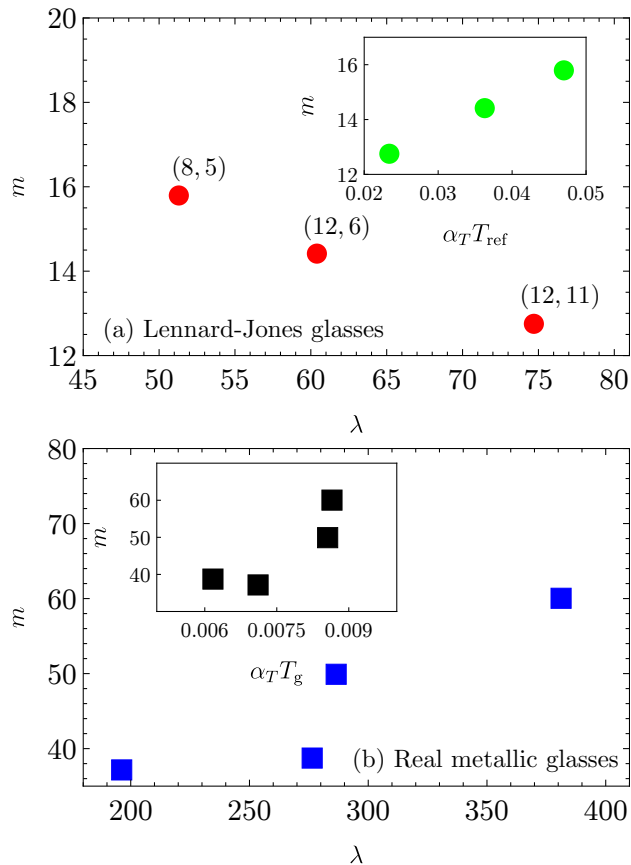 20
18
m
16
14
12
(8, 5)
(12, 6)
(12, 11)
16
m
14
12
0.02 0.03 0.04 0.05
α_T T_ref
(a) Lennard-Jones glasses
45 50 55 60 65 70 75 80
λ
80
70
m
60
50
40
60
m
50
40
0.006 0.0075 0.009
α_T T_g
(b) Real metallic glasses
200 250 300 350 400
λ